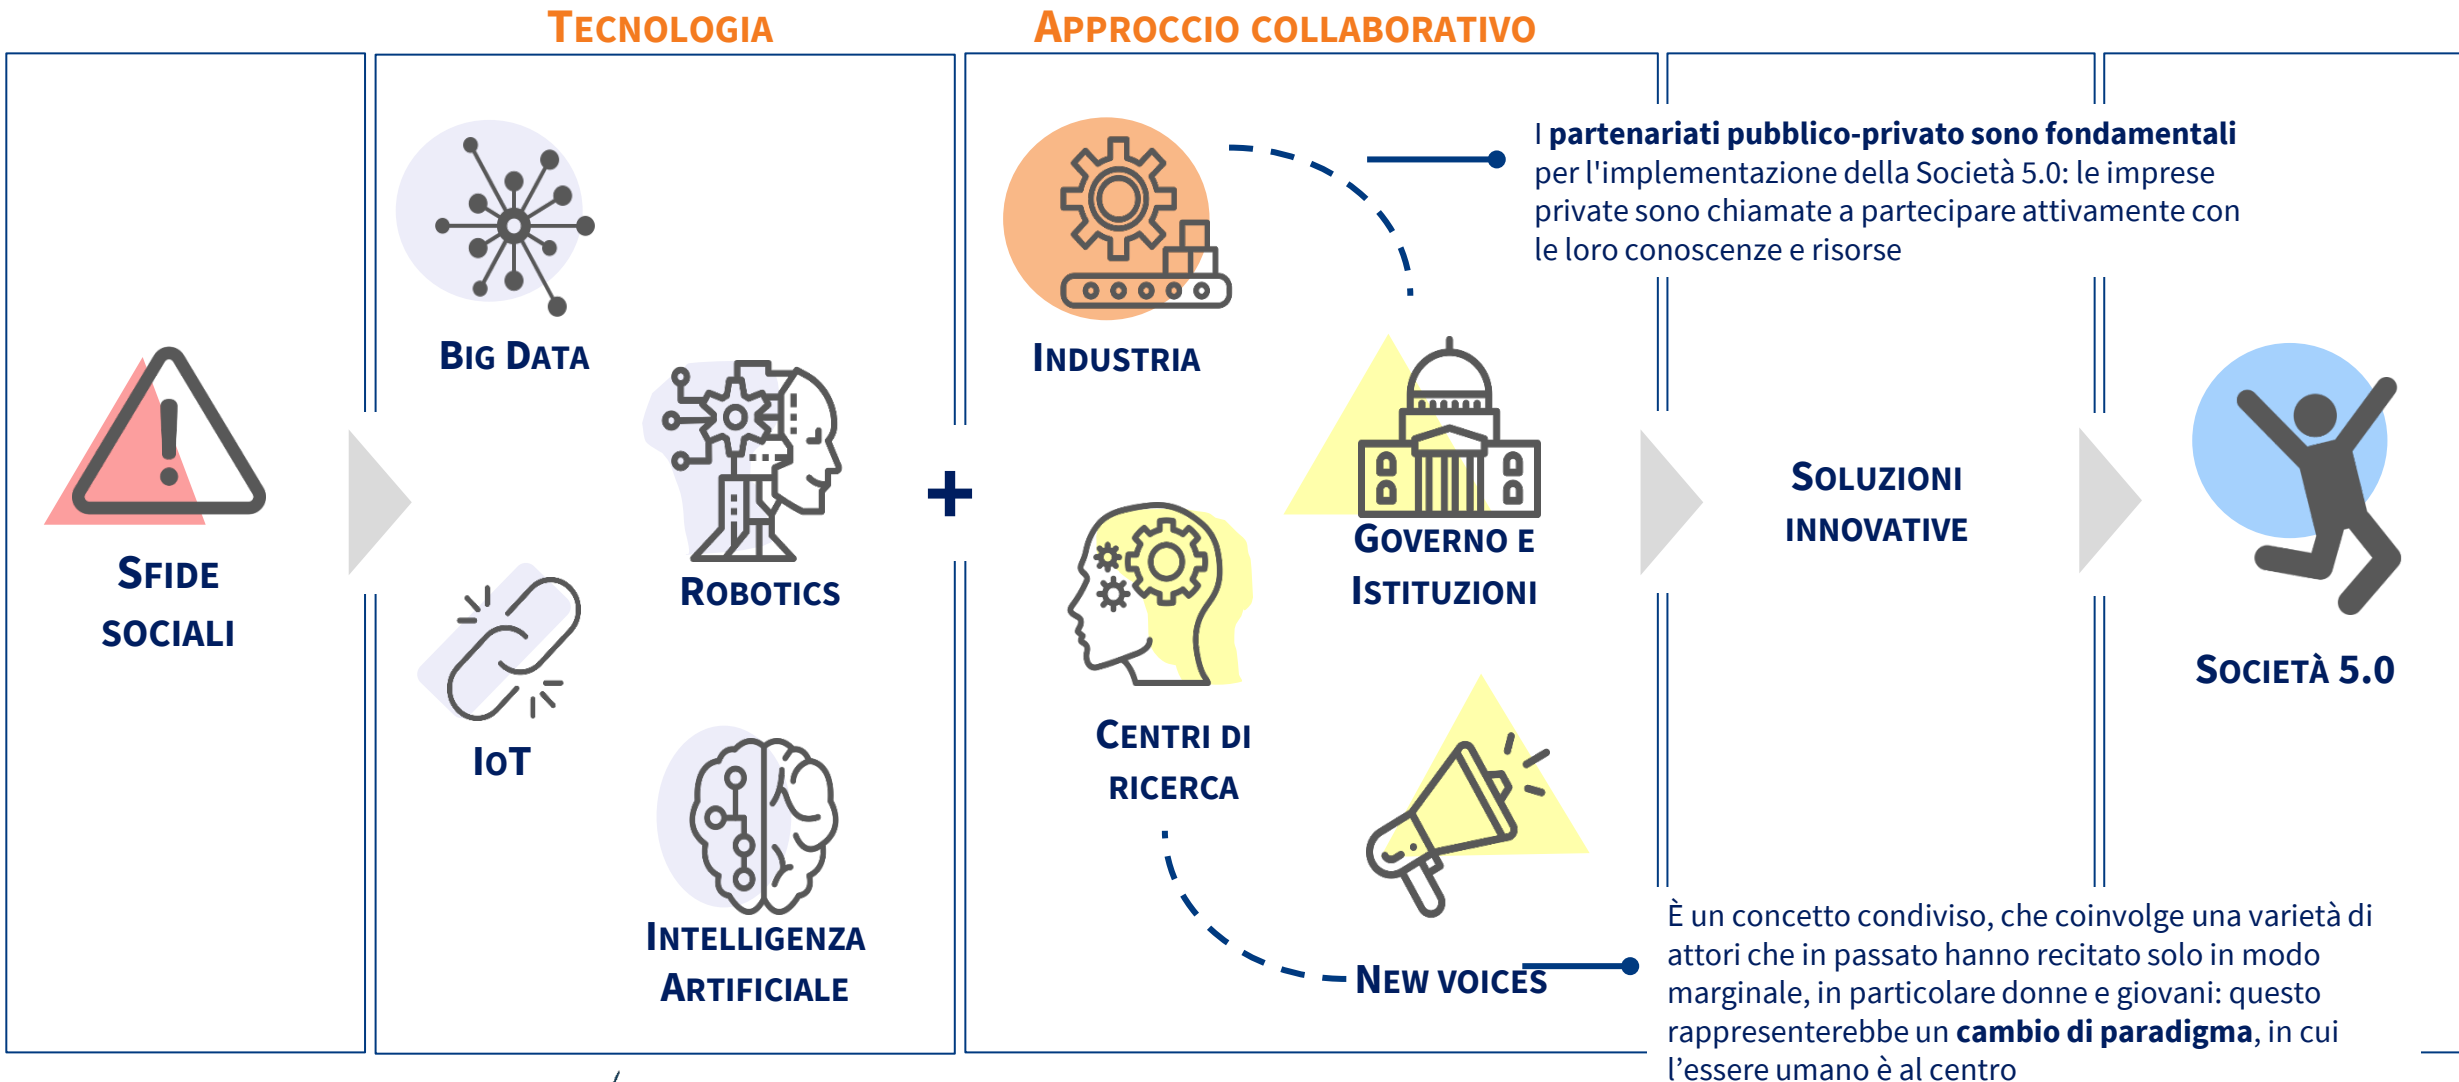 TECNOLOGIA
APPROCCIO COLLABORATIVO
SFIDE
SOCIALI
BIG DATA
ROBOTICS
IOT
INTELLIGENZA
ARTIFICIALE
+
INDUSTRIA
GOVERNO E
ISTITUZIONI
CENTRI DI
RICERCA
NEW VOICES
I partenariati pubblico-privato sono fondamentali
per l'implementazione della Società 5.0: le imprese
private sono chiamate a partecipare attivamente con
le loro conoscenze e risorse
SOLUZIONI
INNOVATIVE
SOCIETÀ 5.0
È un concetto condiviso, che coinvolge una varietà di
attori che in passato hanno recitato solo in modo
marginale, in particolare donne e giovani: questo
rappresenterebbe un cambio di paradigma, in cui
l’essere umano è al centro